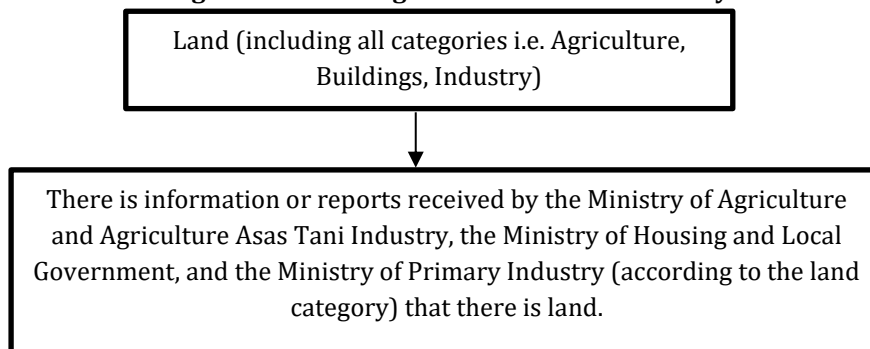 Land (including all categories i.e. Agriculture,
Buildings, Industry)
There is information or reports received by the Ministry of Agriculture
and Agriculture Asas Tani Industry, the Ministry of Housing and Local
Government, and the Ministry of Primary Industry (according to the land
category) that there is land.